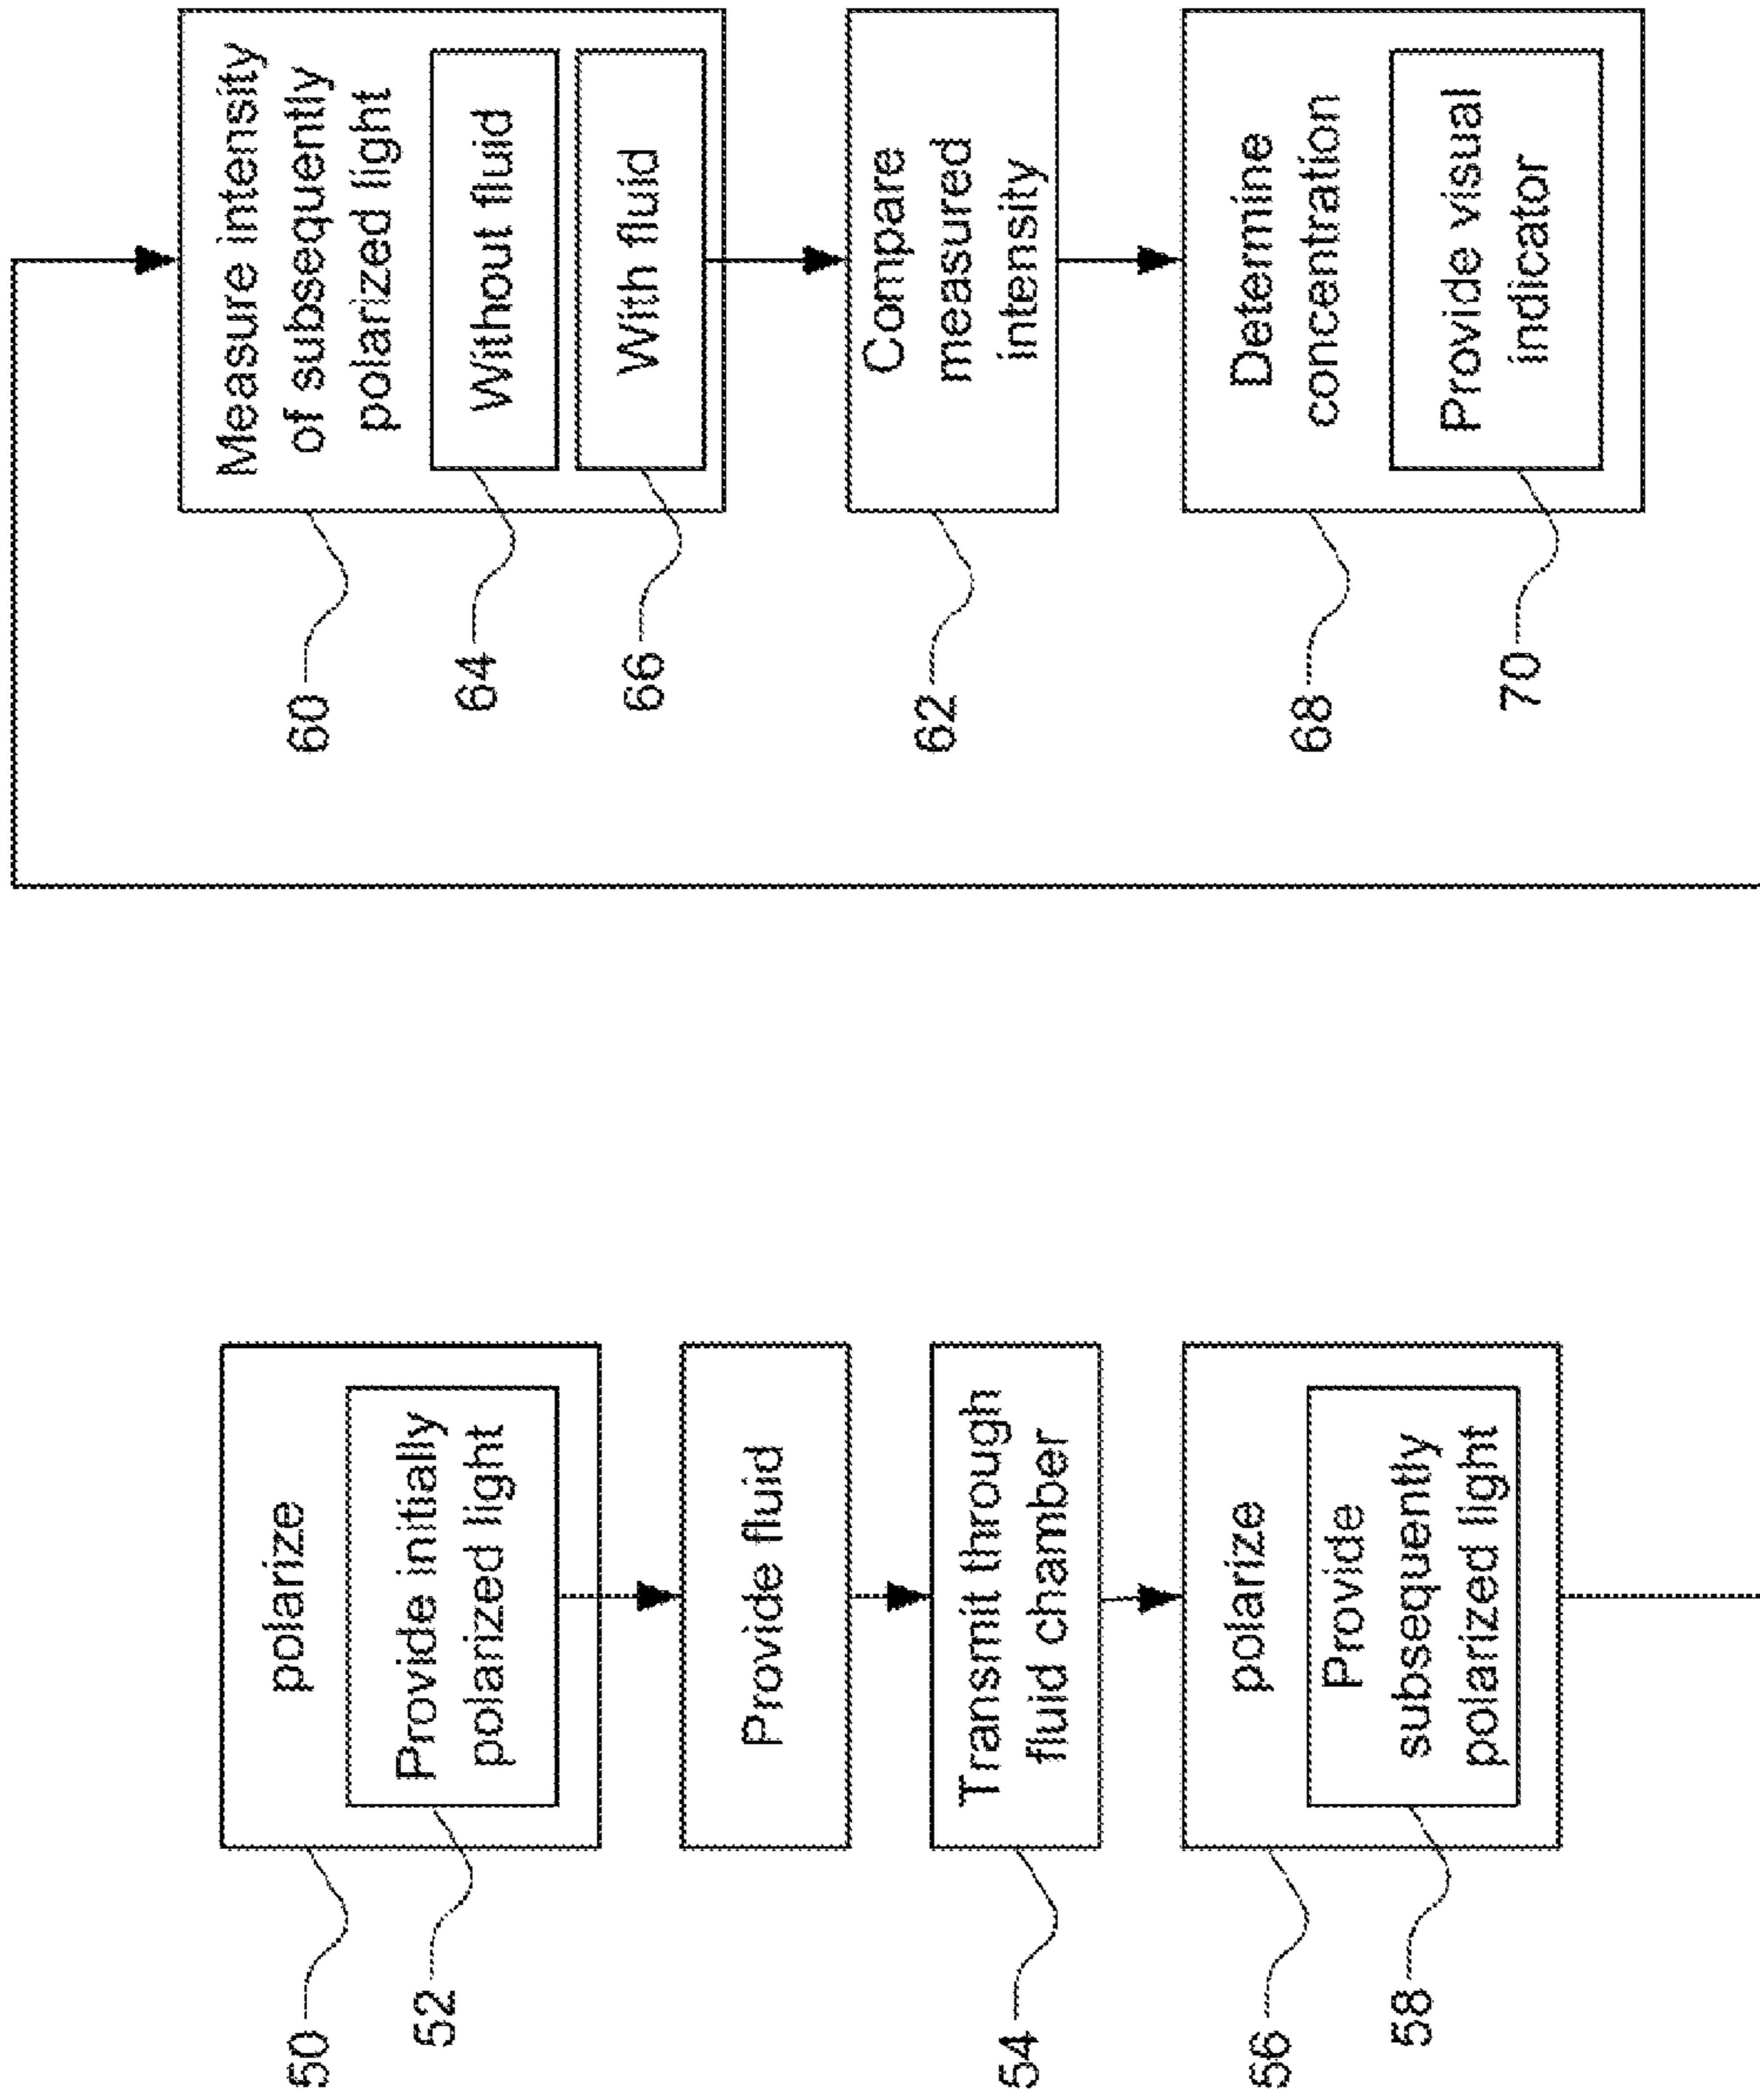 50
polarize
52
Provide initially
polarized light
Provide fluid
54
Transmit through
fluid chamber
56
polarize
58
Provide
subsequently
polarized light
60
Measure intensity
of subsequently
polarized light
64
Without fluid
66
With fluid
62
Compare
measured
intensity
68
Determine
concentration
70
Provide visual
indicator